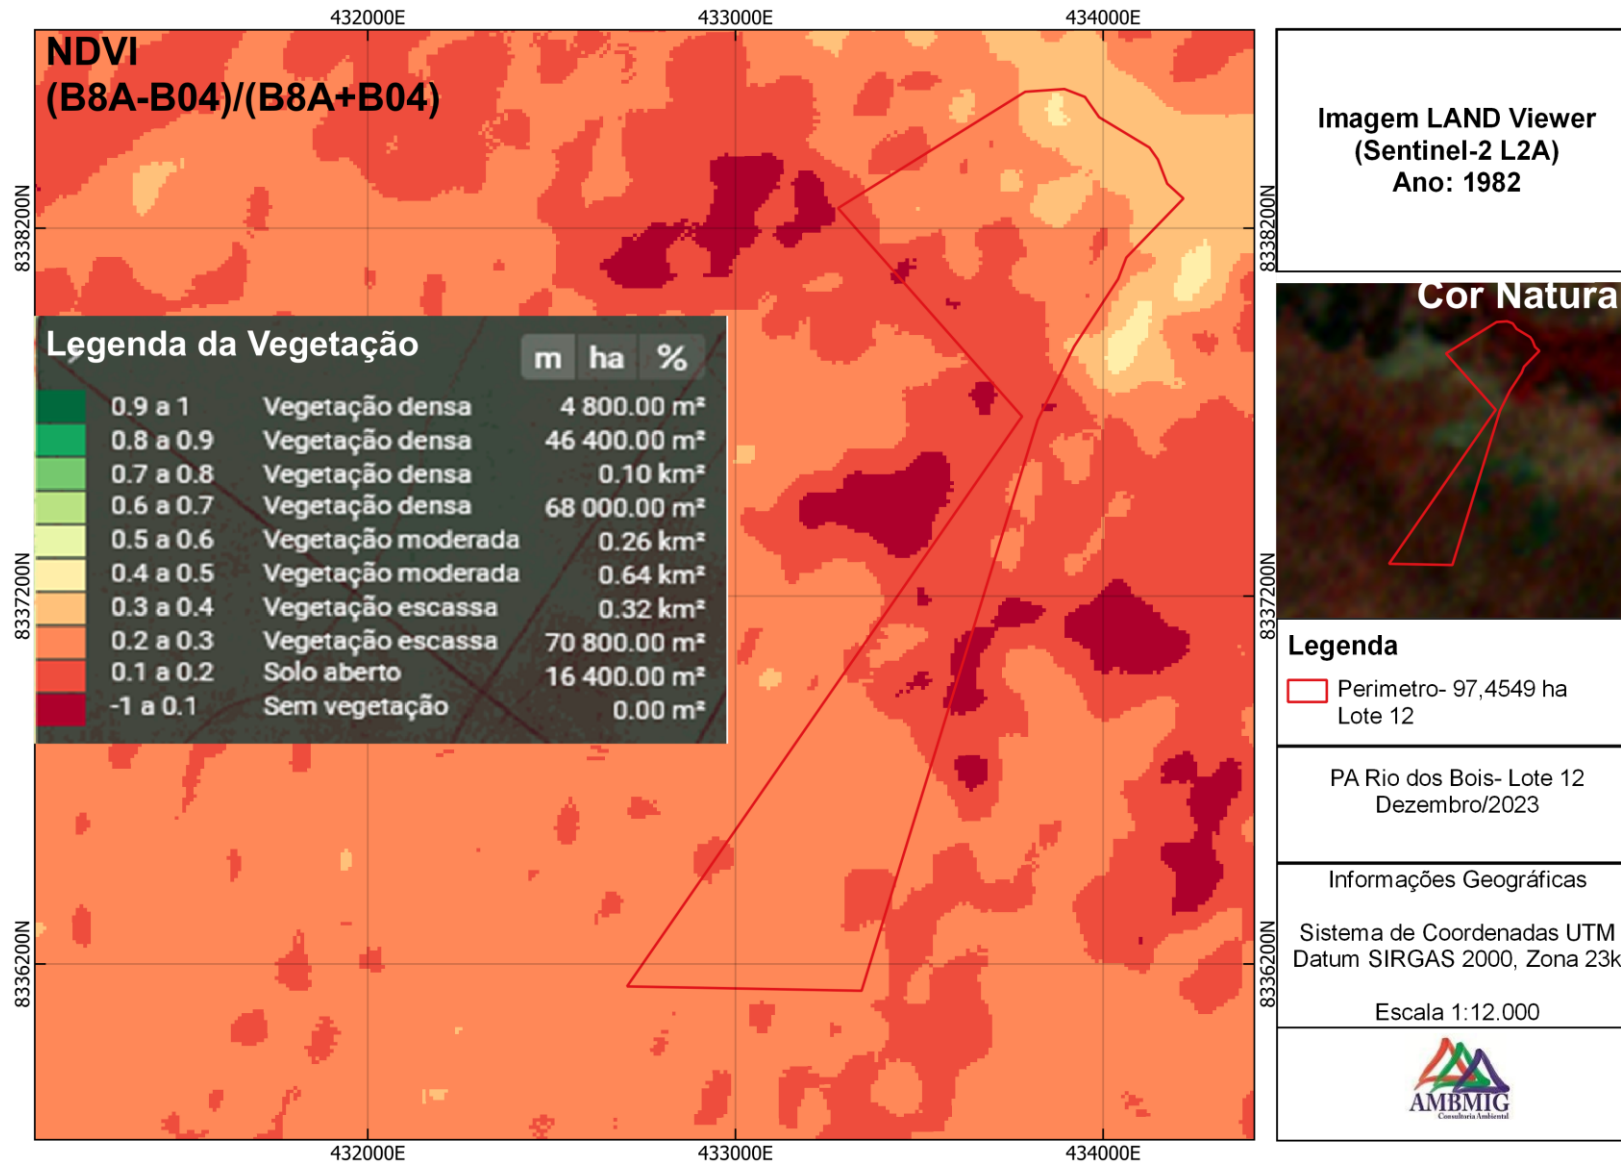 432000E 433000E 434000E
NDVI
(B8A-B04)/(B8A+B04)
8338200N
8337200N
8336200N
Legenda da Vegetação
m ha %
0.9 a 1 Vegetação densa 4 800.00 m²
0.8 a 0.9 Vegetação densa 46 400.00 m²
0.7 a 0.8 Vegetação densa 0.10 km²
0.6 a 0.7 Vegetação densa 68 000.00 m²
0.5 a 0.6 Vegetação moderada 0.26 km²
0.4 a 0.5 Vegetação moderada 0.64 km²
0.3 a 0.4 Vegetação escassa 0.32 km²
0.2 a 0.3 Vegetação escassa 70 800.00 m²
0.1 a 0.2 Solo aberto 16 400.00 m²
-1 a 0.1 Sem vegetação 0.00 m²
8338200N
8337200N
8336200N
432000E 433000E 434000E
Imagem LAND Viewer
(Sentinel-2 L2A)
Ano: 1982
Cor Natura
Legenda
Perimetro- 97,4549 ha
Lote 12
PA Rio dos Bois- Lote 12
Dezembro/2023
Informações Geográficas
Sistema de Coordenadas UTM
Datum SIRGAS 2000, Zona 23k
Escala 1:12.000
AMBMIG
Consultoria Ambiental